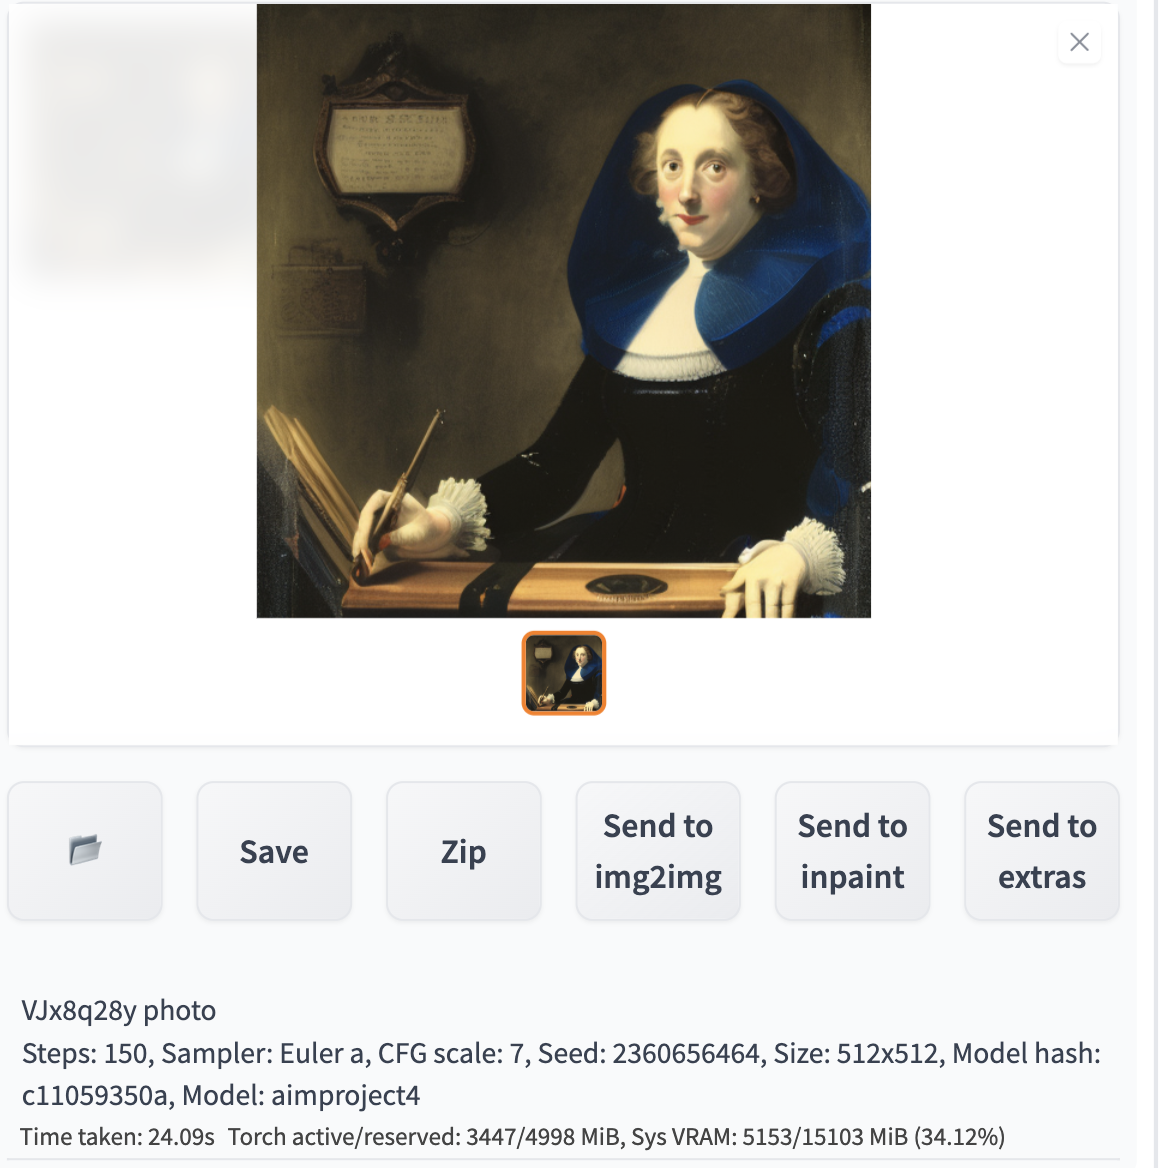 Save
Zip
Send to
img2img
Send to
inpaint
Send to
extras
VJx8q28y photo
Steps: 150, Sampler: Euler a, CFG scale: 7, Seed: 2360656464, Size: 512x512, Model hash:
c11059350a, Model: aimproject4
Time taken: 24.09s Torch active/reserved: 3447/4998 MiB, Sys VRAM: 5153/15103 MiB (34.12%)